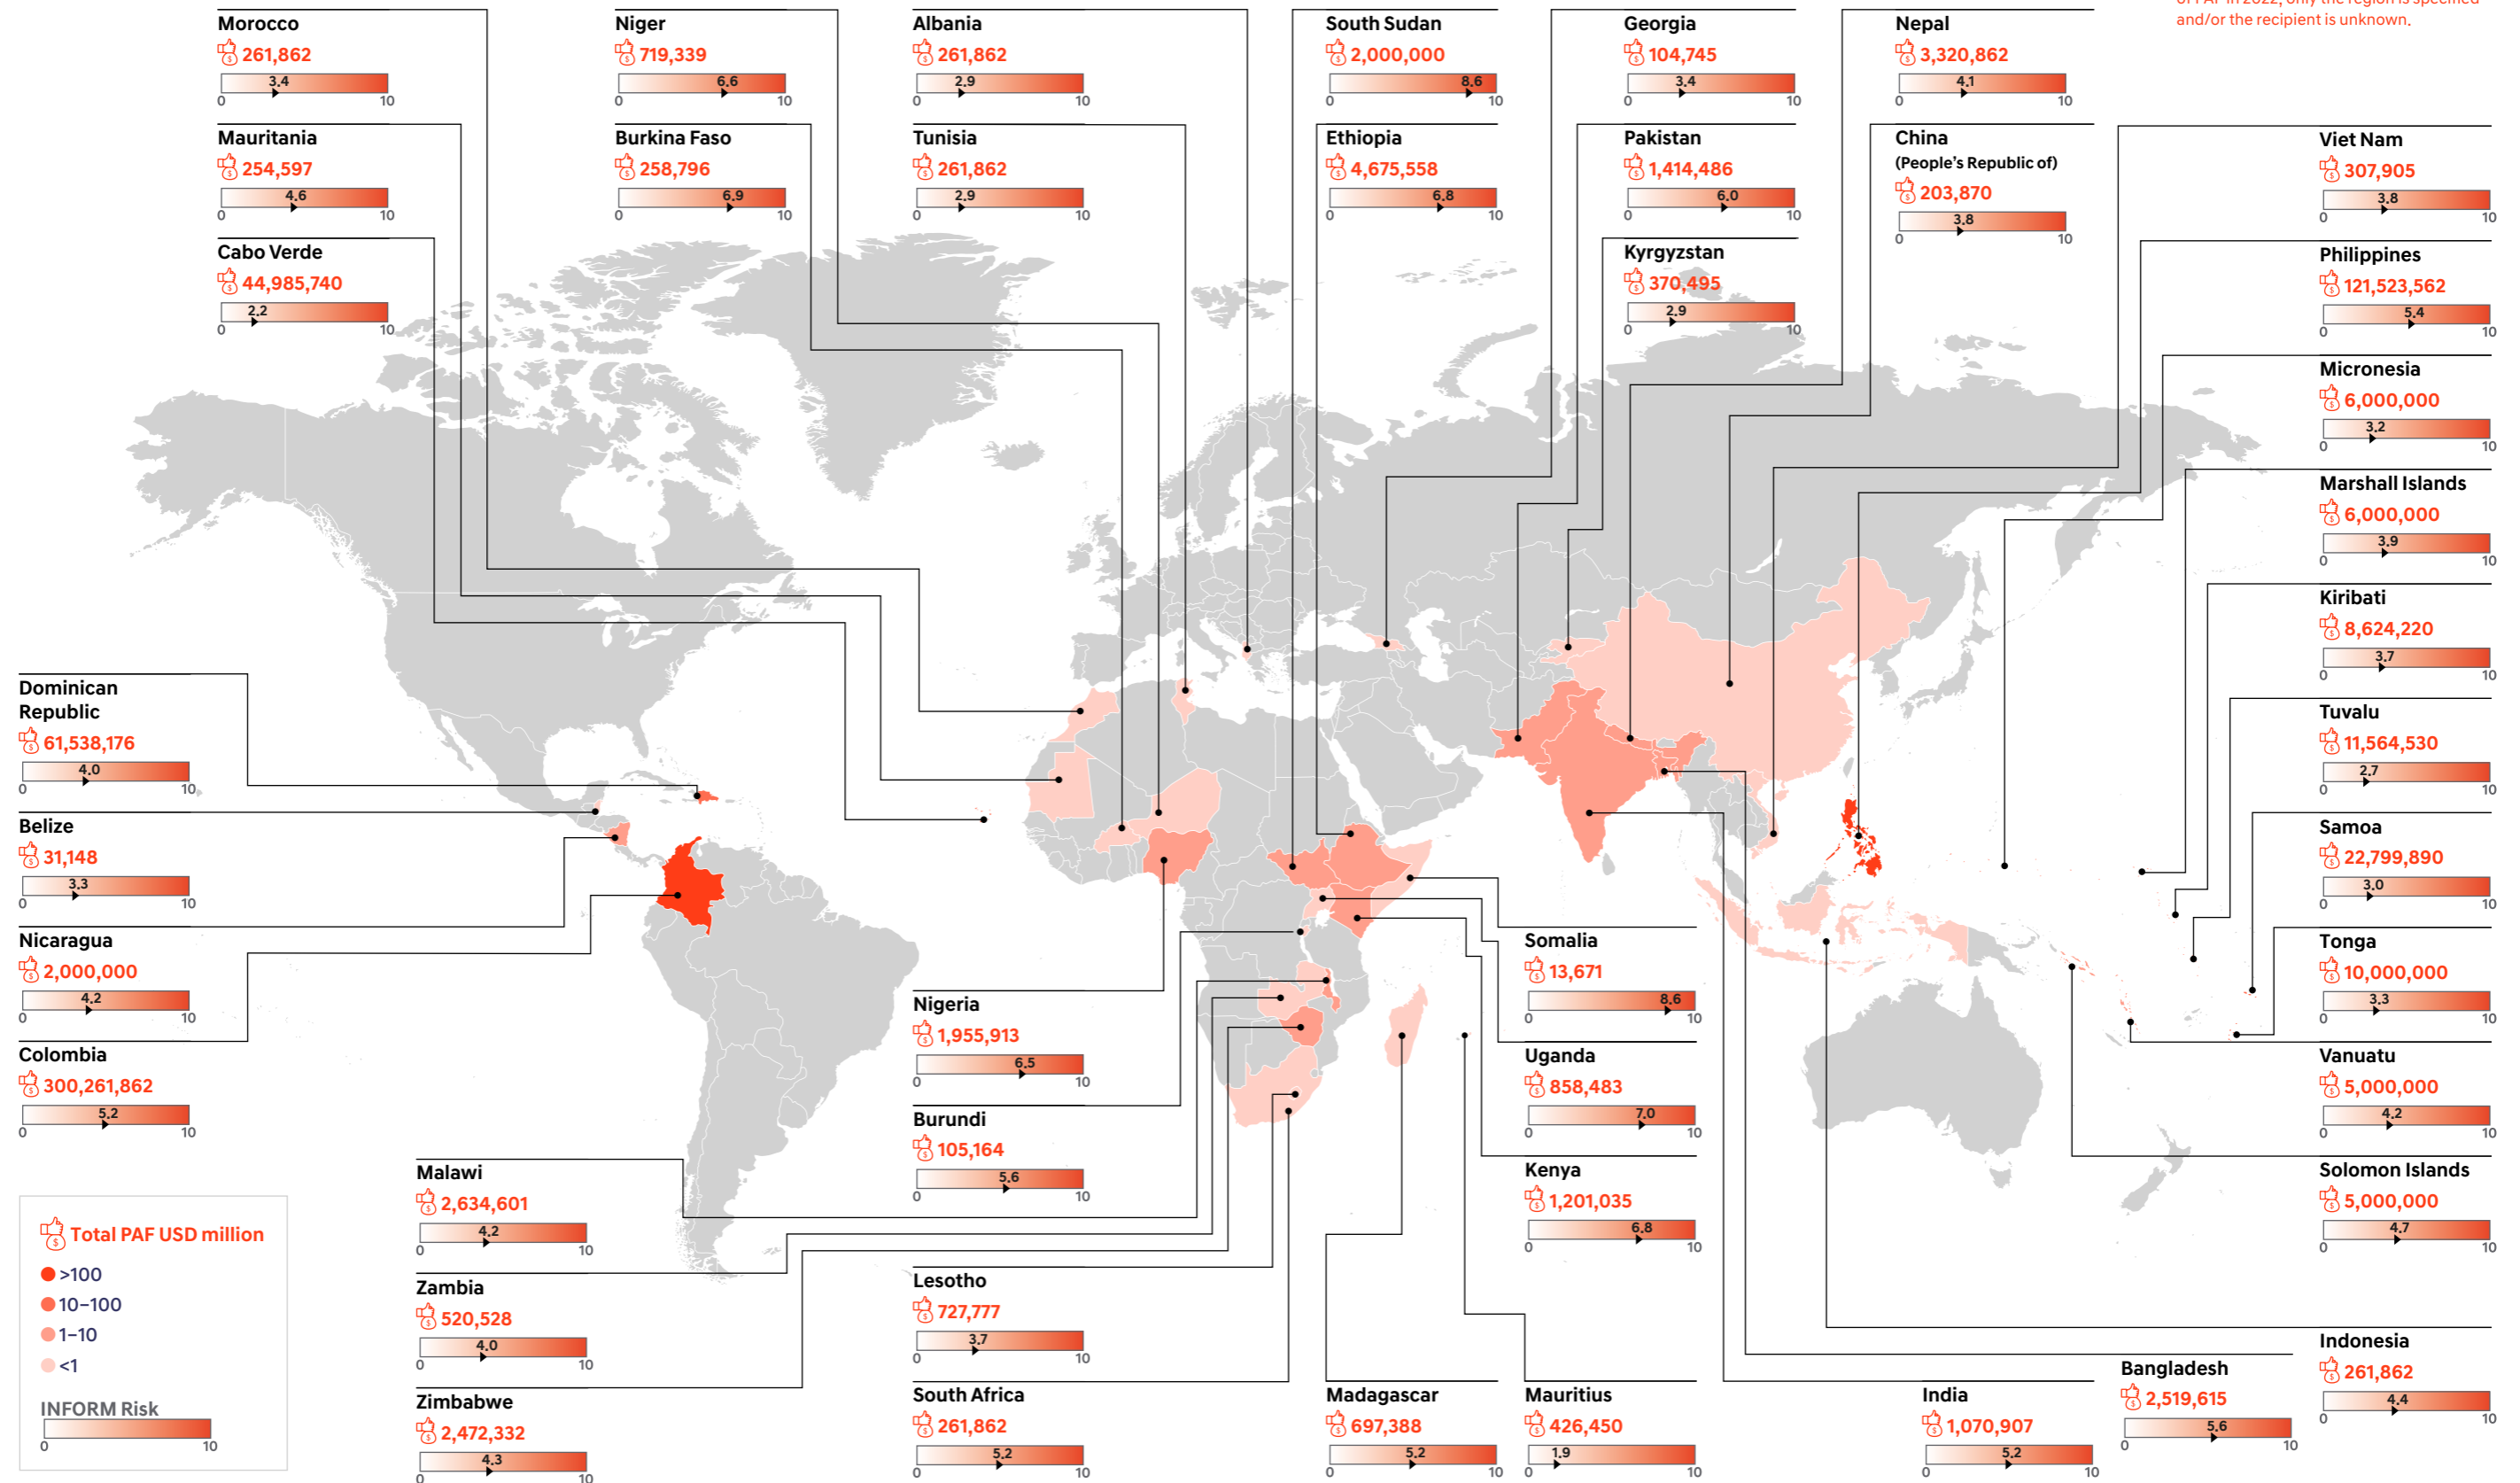 of PAF in 2022, only the region is specified
and/or the recipient is unknown.
Morocco
261,862
3.4
0 10
Niger
719,339
6.6
0 10
Albania
261,862
2.9
0 10
South Sudan
2,000,000
8.6
0 10
Georgia
104,745
3.4
0 10
Nepal
3,320,862
4.1
0 10
Mauritania
254,597
4.6
0 10
Burkina Faso
258,796
6.9
0 10
Tunisia
261,862
2.9
0 10
Ethiopia
4,675,558
6.8
0 10
Pakistan
1,414,486
6.0
0 10
China
(People's Republic of)
203,870
3.8
0 10
Viet Nam
307,905
3.8
0 10
Cabo Verde
44,985,740
2.2
0 10
Kyrgyzstan
370,495
2.9
0 10
Philippines
121,523,562
5.4
0 10
Micronesia
6,000,000
3.2
0 10
Marshall Islands
6,000,000
3.9
0 10
Kiribati
8,624,220
3.7
0 10
Tuvalu
11,564,530
2.7
0 10
Samoa
22,799,890
3.0
0 10
Tonga
10,000,000
3.3
0 10
Vanuatu
5,000,000
4.2
0 10
Solomon Islands
5,000,000
4.7
0 10
Dominican
Republic
61,538,176
4.0
0 10
Belize
31,148
3.3
0 10
Nicaragua
2,000,000
4.2
0 10
Colombia
300,261,862
5.2
0 10
Nigeria
1,955,913
6.5
0 10
Burundi
105,164
5.6
0 10
Somalia
13,671
8.6
0 10
Uganda
858,483
7.0
0 10
Kenya
1,201,035
6.8
0 10
Malawi
2,634,601
4.2
0 10
Zambia
520,528
4.0
0 10
Zimbabwe
2,472,332
4.3
0 10
Lesotho
727,777
3.7
0 10
South Africa
261,862
5.2
0 10
Madagascar
697,388
5.2
0 10
Mauritius
426,450
1.9
0 10
India
1,070,907
5.2
0 10
Bangladesh
2,519,615
5.6
0 10
Indonesia
261,862
4.4
0 10
Total PAF USD million
>100
10–100
1–10
<1
INFORM Risk
0 10